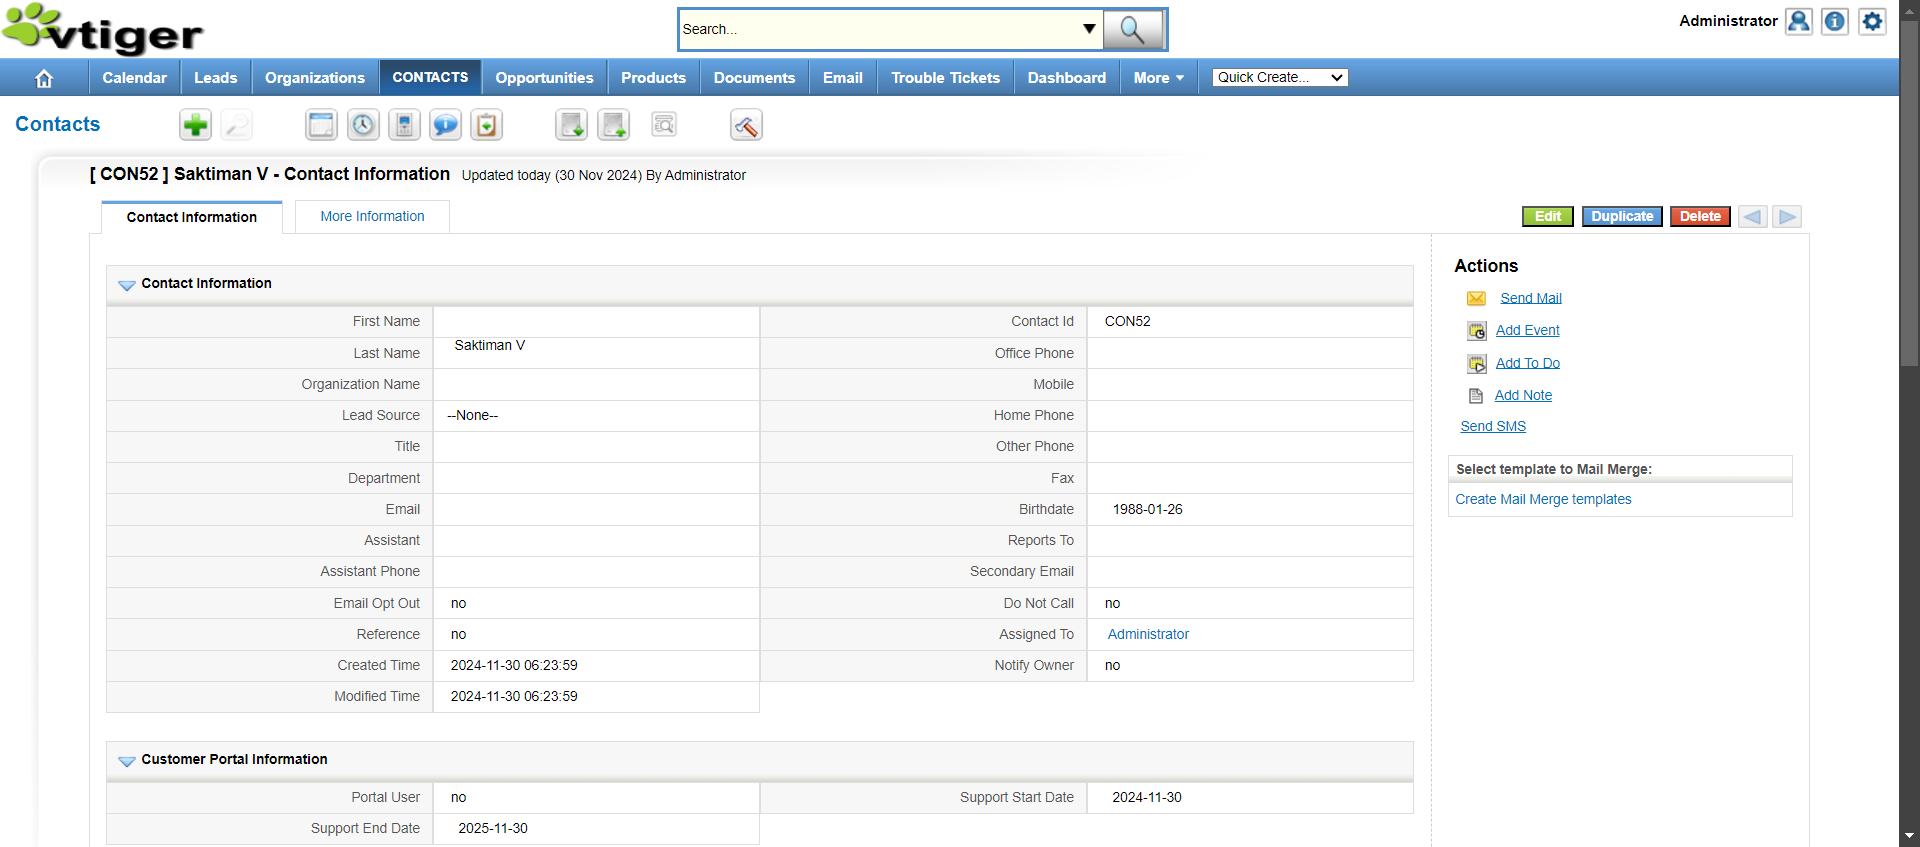 vtiger
Search...
Administrator
Calendar Leads Organizations CONTACTS Opportunities Products Documents Email Trouble Tickets Dashboard More Quick Create...
Contacts
[ CON52 ] Saktiman V - Contact Information Updated today (30 Nov 2024) By Administrator
Contact Information More Information Edit Duplicate Delete
Contact Information
First Name Contact Id CON52
Last Name Saktiman V Office Phone
Organization Name Mobile
Lead Source --None-- Home Phone
Title Other Phone
Department Fax
Email Birthdate 1988-01-26
Assistant Reports To
Assistant Phone Secondary Email
Email Opt Out no Do Not Call no
Reference no Assigned To Administrator
Created Time 2024-11-30 06:23:59 Notify Owner no
Modified Time 2024-11-30 06:23:59
Customer Portal Information
Portal User no Support Start Date 2024-11-30
Support End Date 2025-11-30
Actions
Send Mail
Add Event
Add To Do
Add Note
Send SMS
Select template to Mail Merge:
Create Mail Merge templates